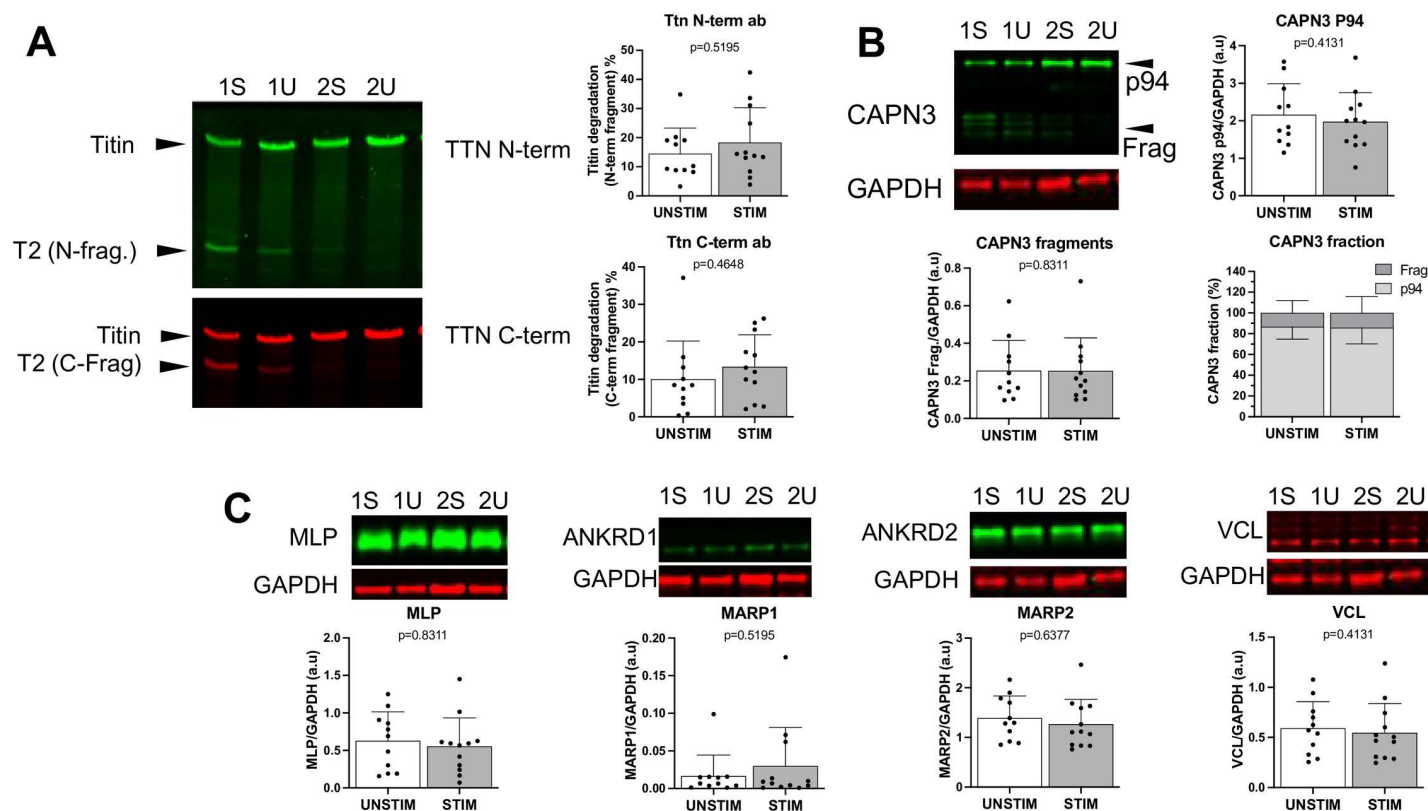 A
1S 1U 2S 2U
Titin
TTN N-term
T2 (N-frag.)
Titin
TTN C-term
T2 (C-Frag)
Ttn N-term ab
p=0.5195
Titin degradation
(N-term fragment) %
50
40
30
20
10
0
UNSTIM STIM
Ttn C-term ab
p=0.4648
Titin degradation
(C-term fragment) %
40
30
20
10
0
UNSTIM STIM
B
1S 1U 2S 2U
CAPN3
p94
Frag
GAPDH
CAPN3 P94
p=0.4131
CAPN3 p94/GAPDH (a.u)
4
3
2
1
0
UNSTIM STIM
CAPN3 fragments
p=0.8311
CAPN3 Frag./GAPDH (a.u)
0.8
0.6
0.4
0.2
0.0
UNSTIM STIM
CAPN3 fraction
Frag
p94
CAPN3 fraction (%)
140
120
100
80
60
40
20
0
UNSTIM STIM
C
1S 1U 2S 2U
MLP
GAPDH
MLP
p=0.8311
MLP/GAPDH (a.u)
2.0
1.5
1.0
0.5
0.0
UNSTIM STIM
1S 1U 2S 2U
ANKRD1
GAPDH
MARP1
p=0.5195
MARP1/GAPDH (a.u)
0.20
0.15
0.10
0.05
0.00
UNSTIM STIM
1S 1U 2S 2U
ANKRD2
GAPDH
MARP2
p=0.6377
MARP2/GAPDH (a.u)
3
2
1
0
UNSTIM STIM
1S 1U 2S 2U
VCL
GAPDH
VCL
p=0.4131
VCL/GAPDH (a.u)
1.5
1.0
0.5
0.0
UNSTIM STIM